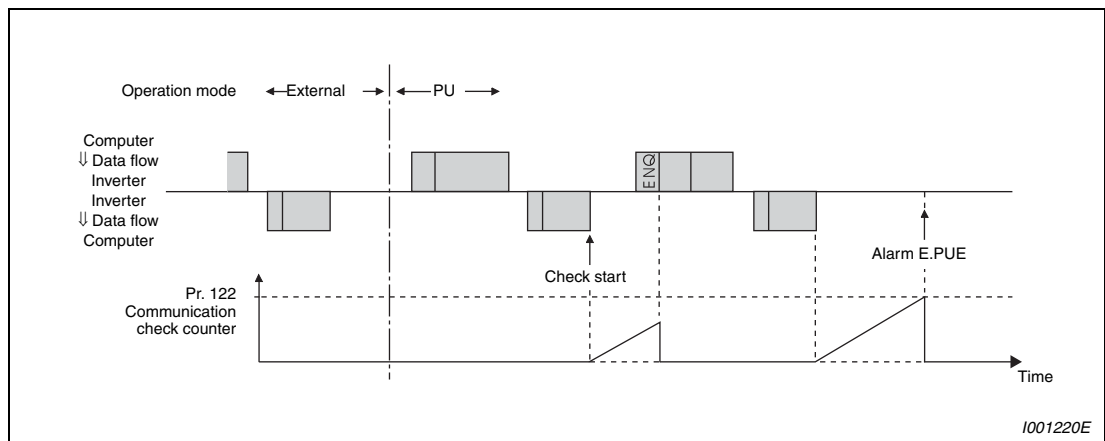 Operation mode
External
PU
Computer
⇓ Data flow
Inverter
Inverter
⇓ Data flow
Computer
ENQ
Check start
Alarm E.PUE
Pr. 122
Communication
check counter
Time
I001220E